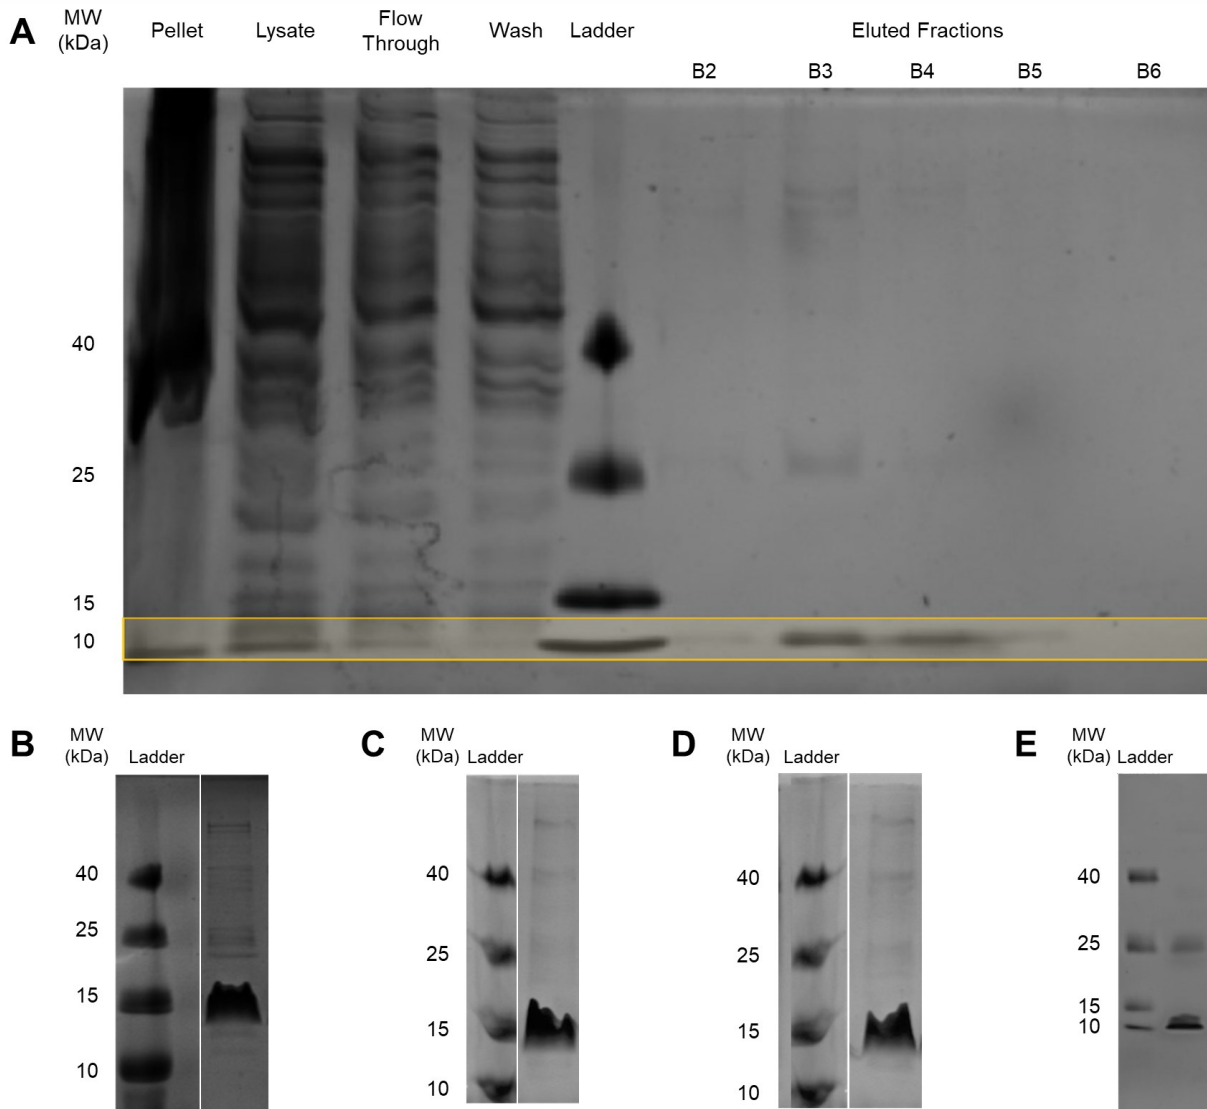 A
MW (kDa)
Pellet
Lysate
Flow Through
Wash
Ladder
Eluted Fractions
B2 B3 B4 B5 B6
40
25
15
10
B
MW (kDa)
Ladder
40
25
15
10
C
MW (kDa)
Ladder
40
25
15
10
D
MW (kDa)
Ladder
40
25
15
10
E
MW (kDa)
Ladder
40
25
15
10